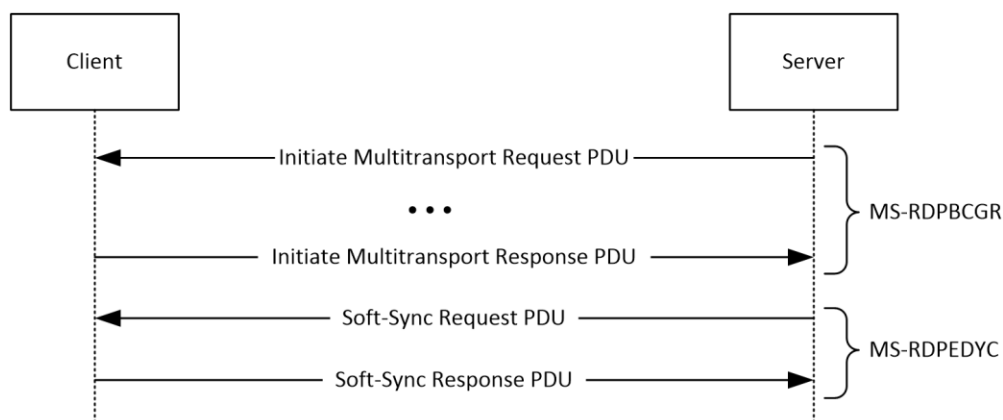 Client
Server
Initiate Multitransport Request PDU
• • •
MS-RDPBCGR
Initiate Multitransport Response PDU
Soft-Sync Request PDU
MS-RDPEDYC
Soft-Sync Response PDU